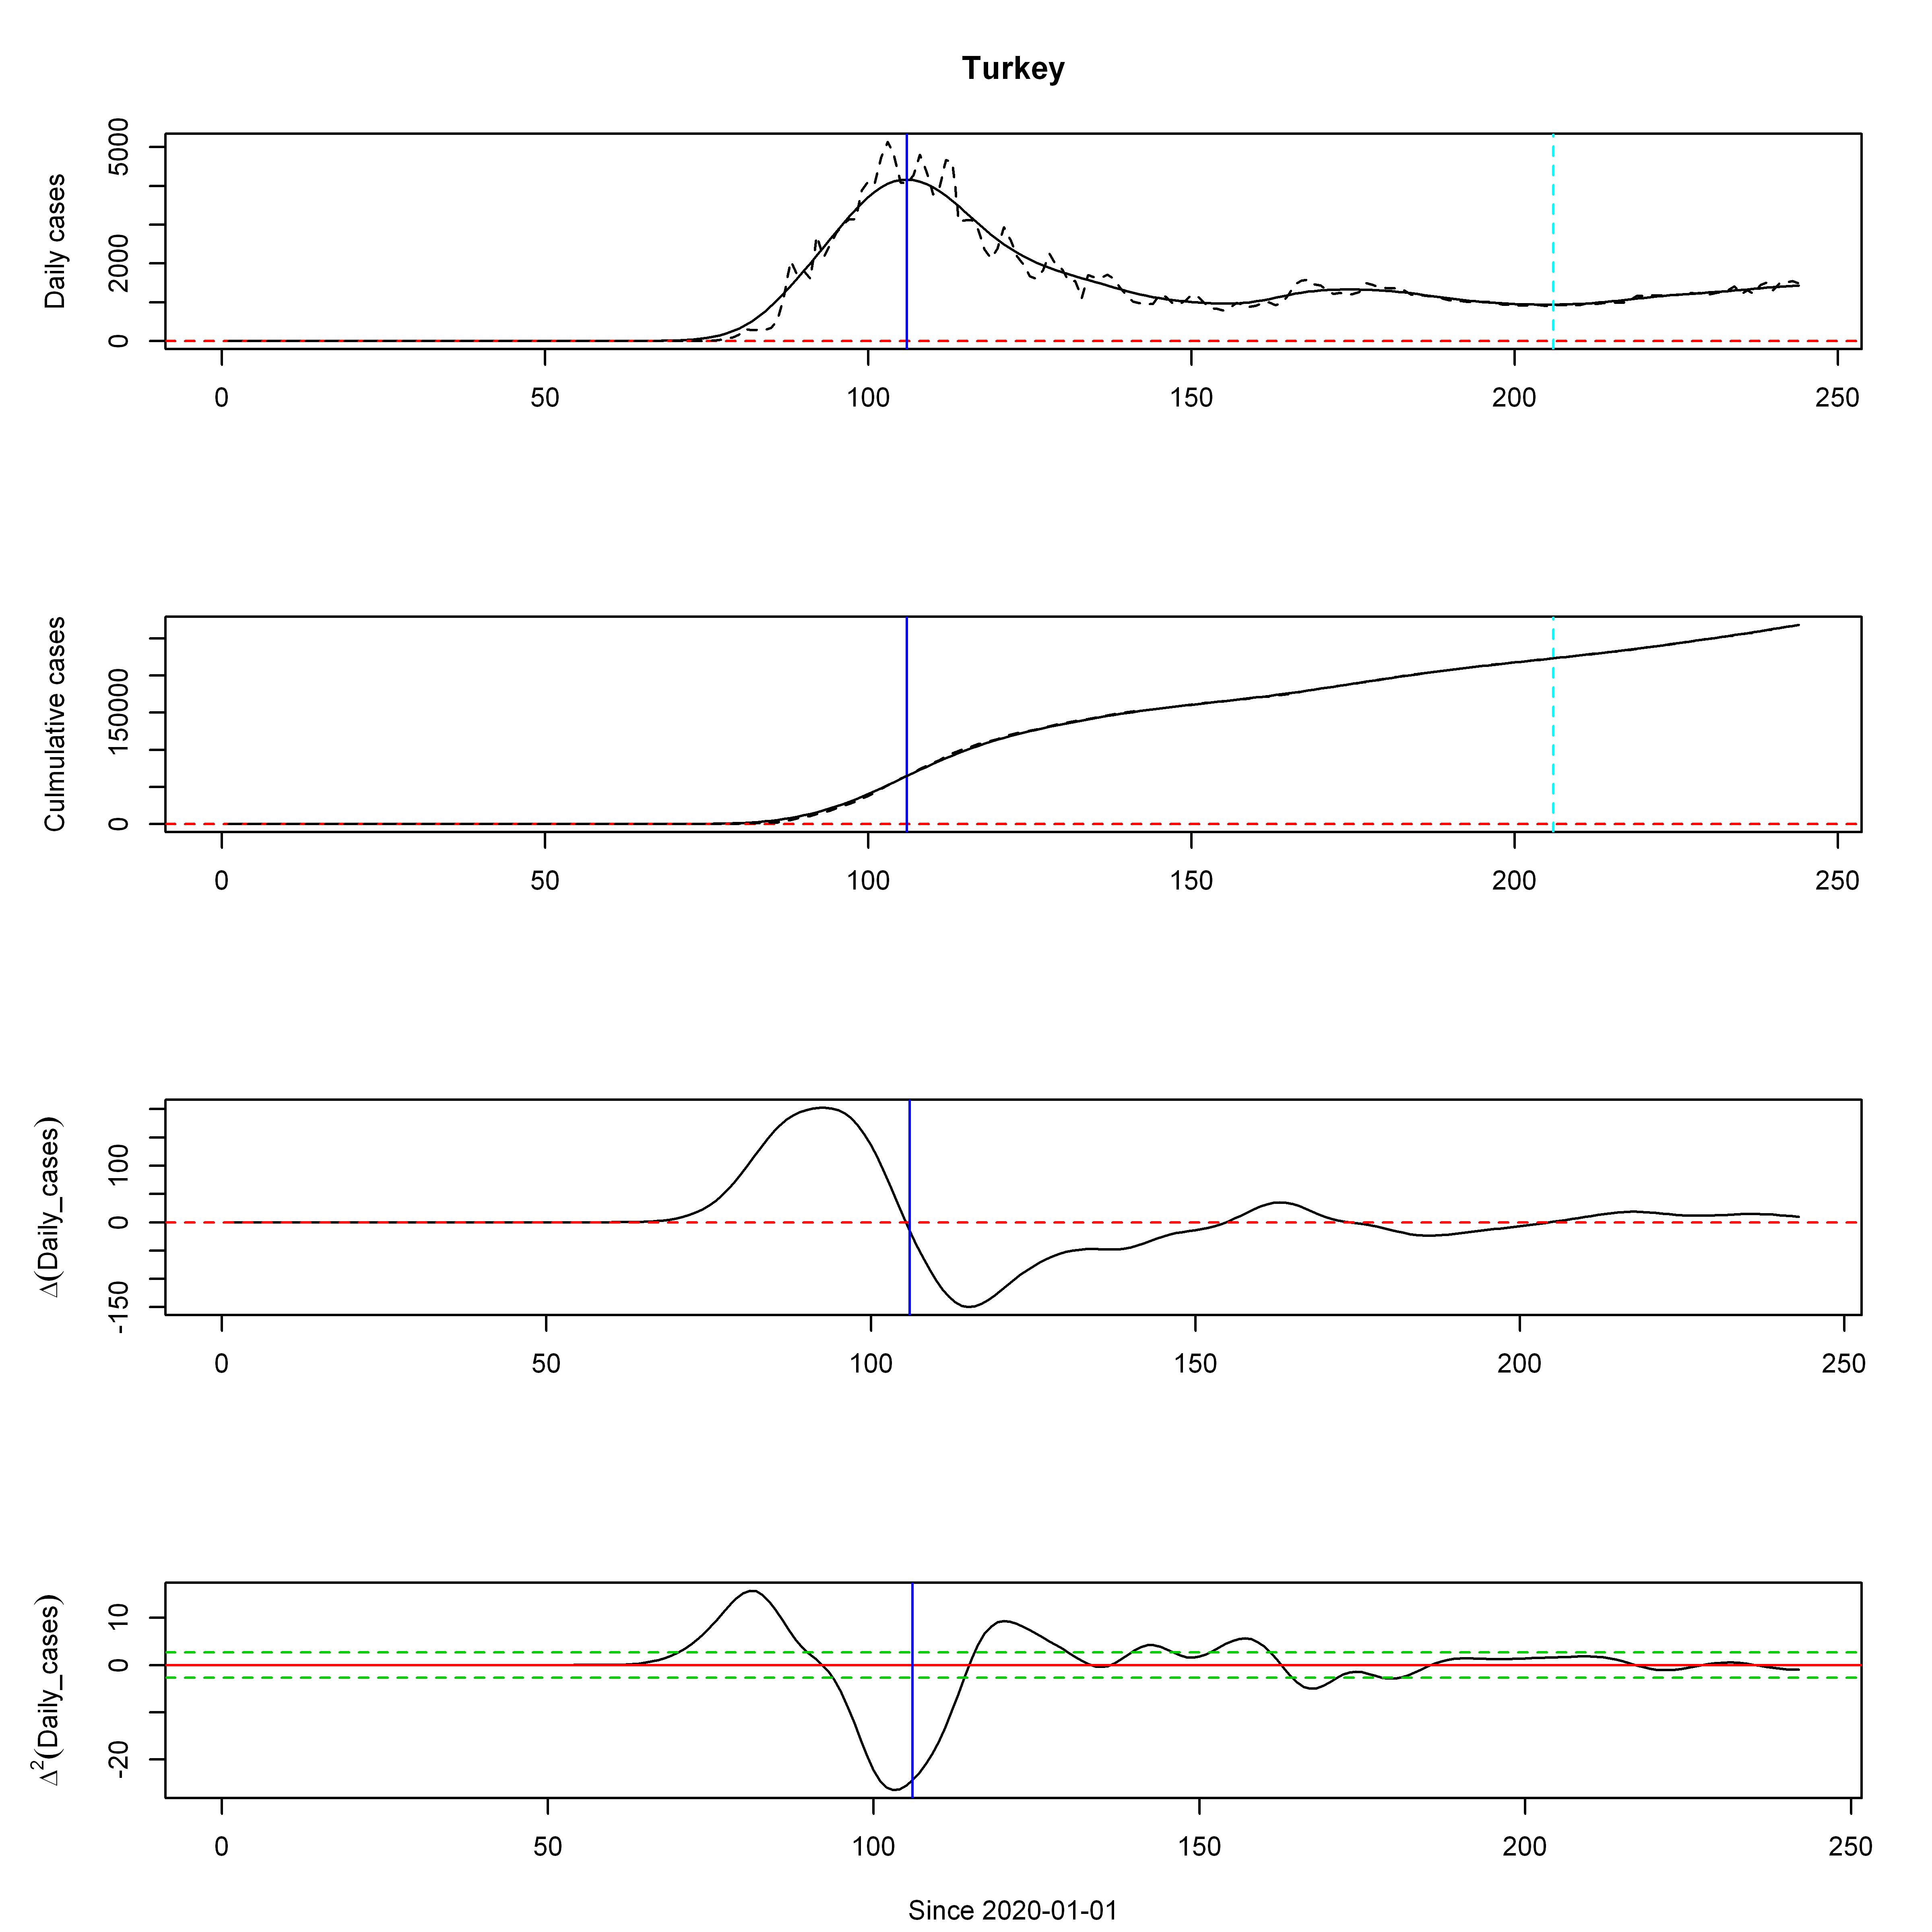 Turkey
Daily cases
5000
2000
0
0 50 100 150 200 250
Culmulative cases
150000
0
0 50 100 150 200 250
Δ(Daily_cases)
100
0
-150
0 50 100 150 200 250
Δ²(Daily_cases)
10
0
-20
0 50 100 150 200 250
Since 2020-01-01